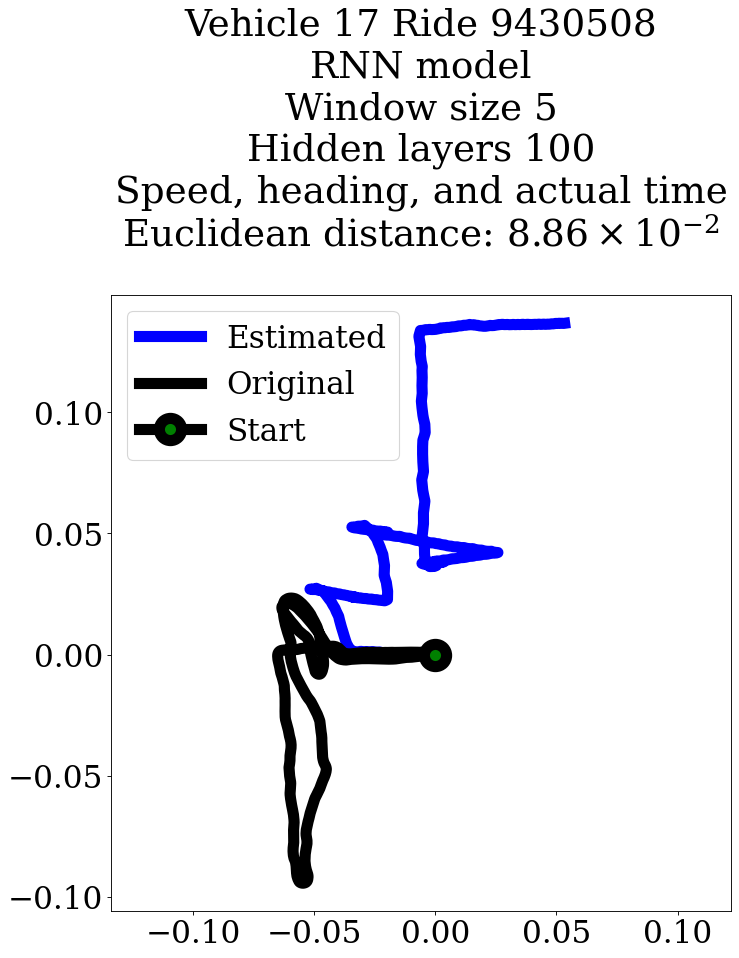 Vehicle 17 Ride 9430508
RNN model
Window size 5
Hidden layers 100
Speed, heading, and actual time
Euclidean distance: 8.86 × 10⁻²
Estimated
Original
Start
0.10
0.05
0.00
−0.05
−0.10
−0.10 −0.05 0.00 0.05 0.10